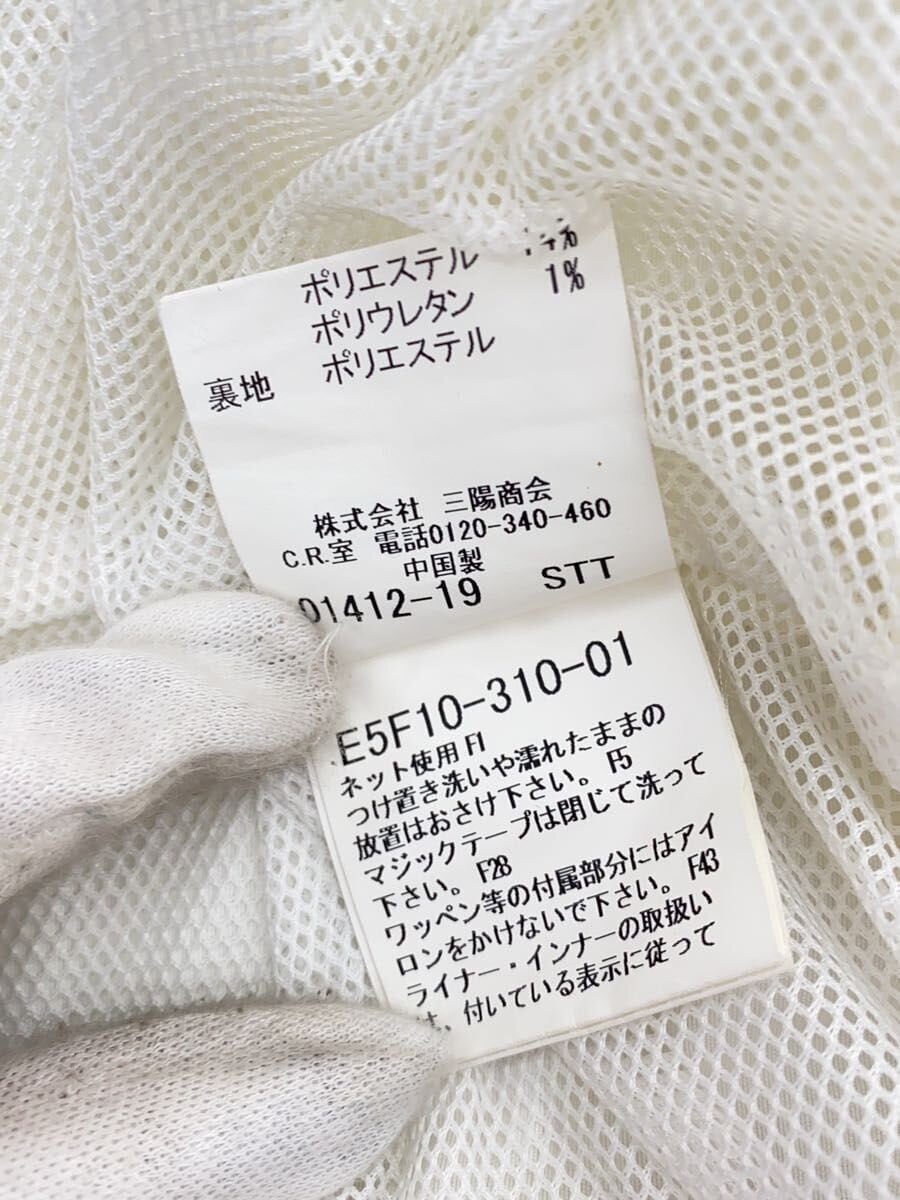 ポリエステル
ポリウレタン 1%
裏地 ポリエステル
株式会社 三陽商会
C.R.室 電話0120-340-460
中国製
01412-19 STT
E5F10-310-01
ネット使用 F1
つけ置き洗いや濡れたままの
放置はおさけ下さい。 F5
マジックテープは閉じて洗って
下さい。 F28
ワッペン等の付属部分にはアイ
ロンをかけないで下さい。 F43
ライナー・インナーの取扱い
は、付いている表示に従って